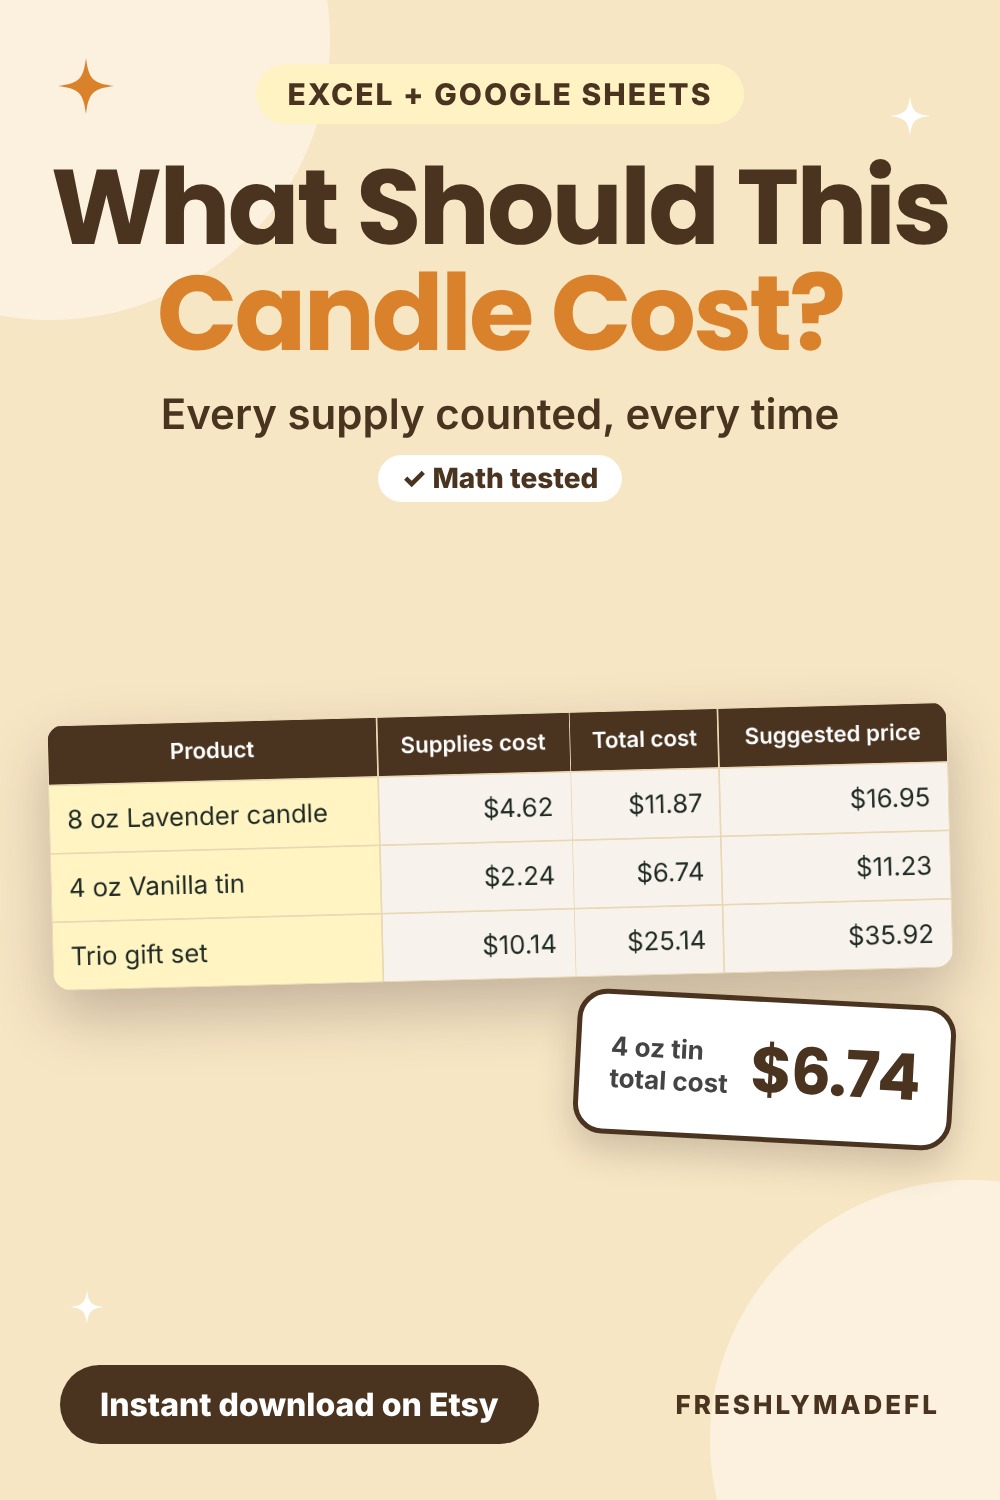 EXCEL + GOOGLE SHEETS
What Should This
Candle Cost?
Every supply counted, every time
✓ Math tested
Product Supplies cost Total cost Suggested price
8 oz Lavender candle $4.62 $11.87 $16.95
4 oz Vanilla tin $2.24 $6.74 $11.23
Trio gift set $10.14 $25.14 $35.92
4 oz tin
total cost
$6.74
Instant download on Etsy
FRESHLYMADEFL